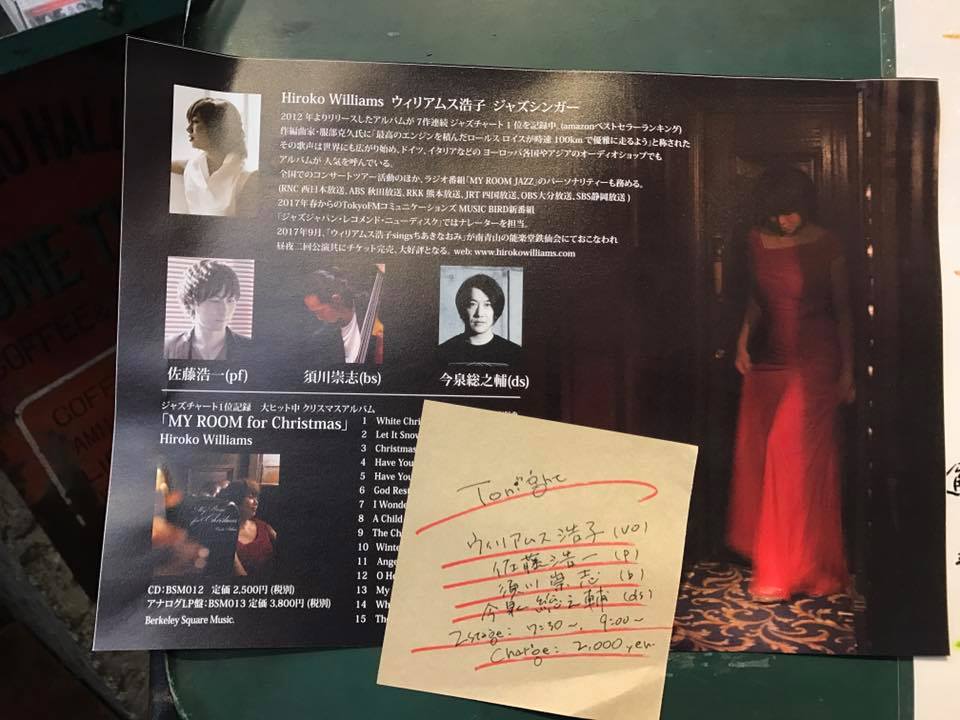 Hiroko Williams ウィリアムス浩子 ジャズシンガー
2012 年よりリリースしたアルバムが 7作連続 ジャズチャート 1 位を記録中。(amazonベストセラーランキング)
作編曲家・服部克久氏に「最高のエンジンを積んだロールス ロイスが時速 100km で優雅に走るよう」と称された
その歌声は世界にも広がり始め、ドイツ、イタリアなどの ヨーロッパ各国やアジアのオーディオショップでも
アルバムが 人気を呼んでいる。
全国でのコンサートツアー活動のほか、ラジオ番組「MY ROOM JAZZ」のパーソナリティーも務める。
(RNC 西日本放送、ABS 秋田放送、RKK 熊本放送、JRT 四国放送、OBS大分放送、SBS静岡放送 )
2017年春からのTokyoFMコミュニケーションズ MUSIC BIRD新番組
「ジャズジャパン・レコメンド・ニューディスク」ではナレーターを担当。
2017年9月、「ウィリアムス浩子singsちあきなおみ」が南青山の能楽堂銕仙会にておこなわれ
昼夜二回公演共にチケット完売、大好評となる。 web: www.hirokowilliams.com
佐藤浩一(pf)
須川崇志(bs)
今泉総之輔(ds)
ジャズチャート1位記録 大ヒット中 クリスマスアルバム
「MY ROOM for Christmas」
Hiroko Williams
My Room
for Christmas
CD：BSM012 定価 2,500円 (税別)
アナログLP盤：BSM013 定価 3,800円 (税別)
Berkeley Square Music.
1 White Chri
2 Let It Snow
3 Christmas
4 Have You
5 Have You
6 God Rest
7 I Wonde
8 A Child
9 The Ch
10 Winte
11 Ange
12 O Ho
13 My
14 Wh
15 The
Tonight
ウィリアムス浩子 (vo)
佐藤浩一 (p)
須川崇志 (b)
今泉総之輔 (ds)
2stage: 7:30~, 9:00~
Charge: 2,000yen
COFFEE